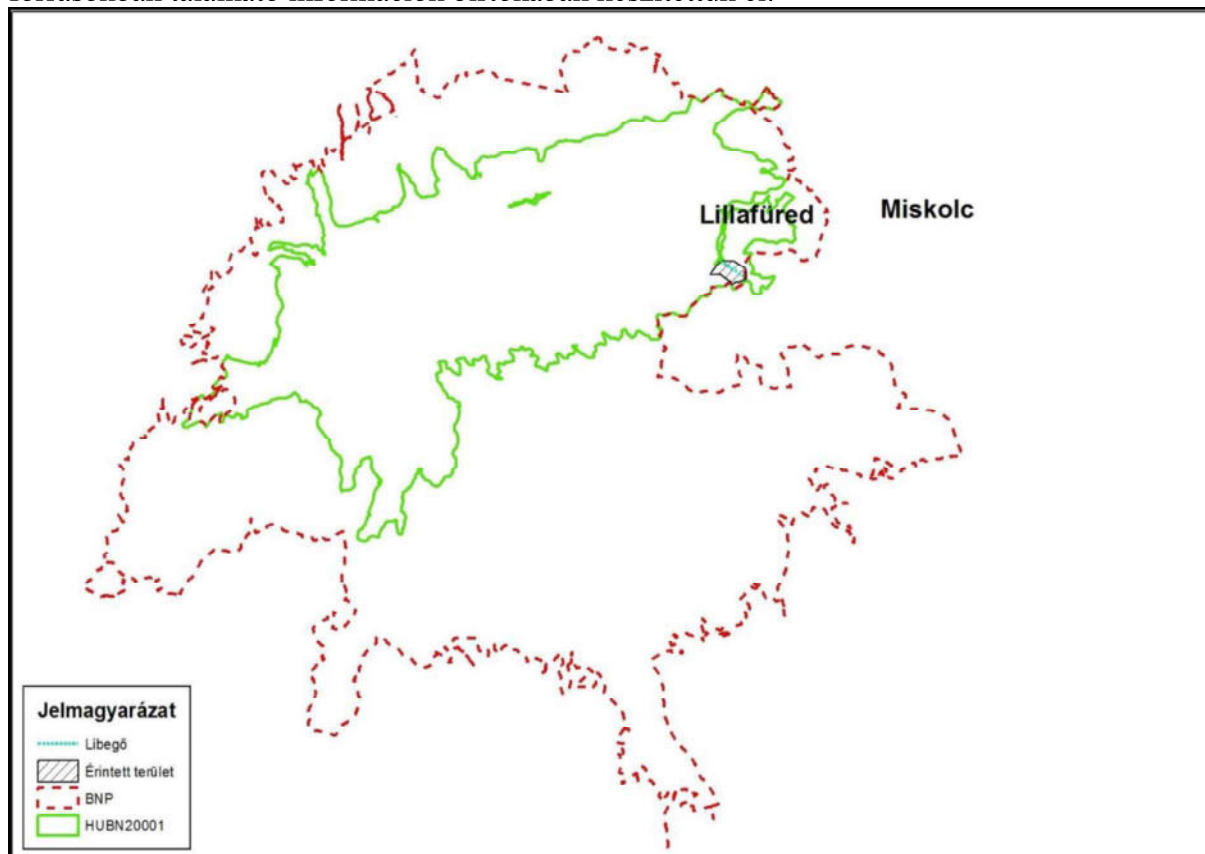 Lillafüred
Miskolc
Jelmagyarázat
Libegő
Érintett terület
BNP
HUBN20001